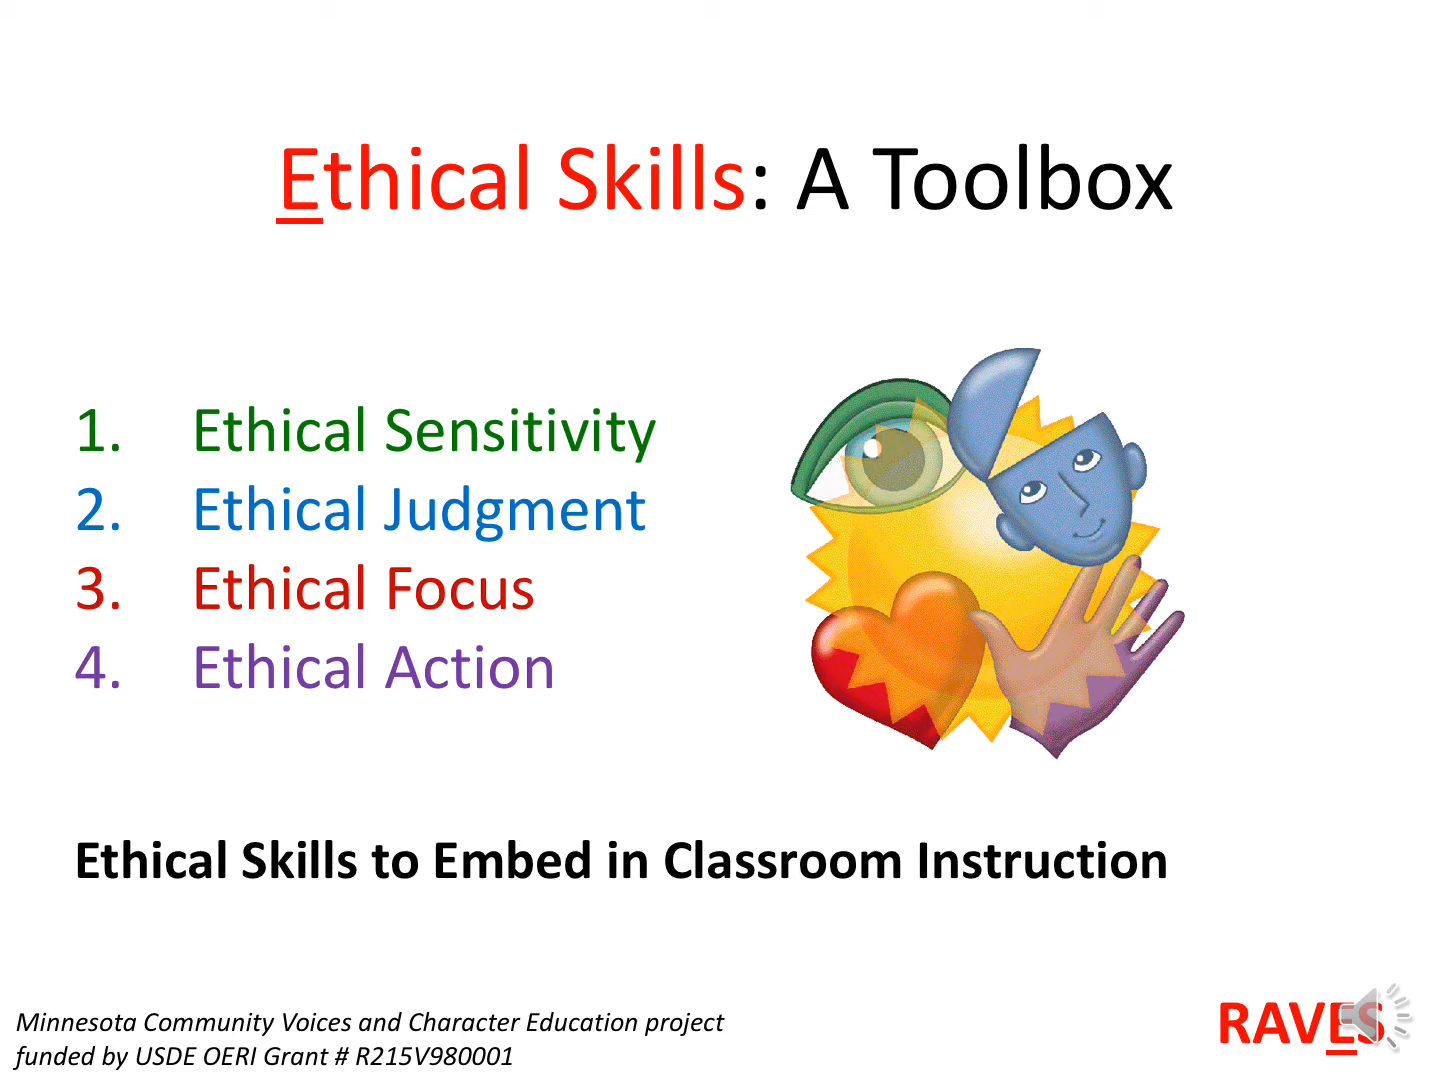 Ethical Skills: A Toolbox
1. Ethical Sensitivity
2. Ethical Judgment
3. Ethical Focus
4. Ethical Action
Ethical Skills to Embed in Classroom Instruction
Minnesota Community Voices and Character Education project
funded by USDE OERI Grant # R215V980001
RAVES